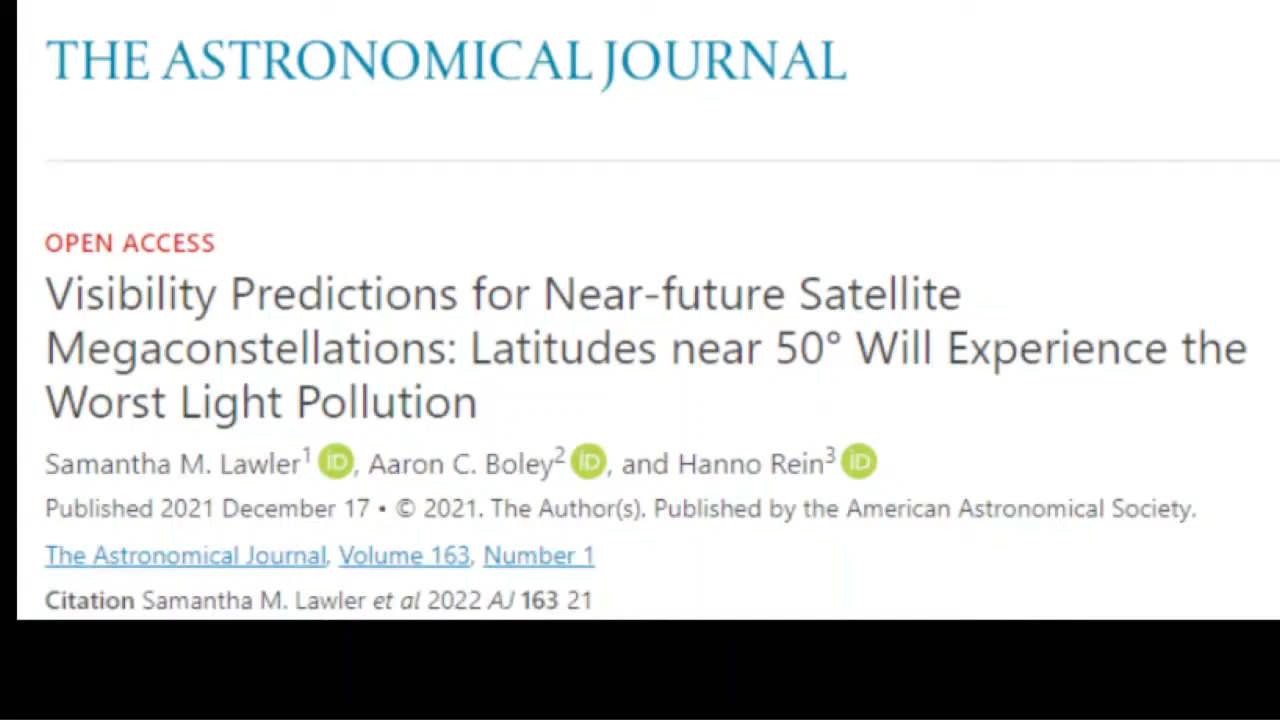 THE ASTRONOMICAL JOURNAL
OPEN ACCESS
Visibility Predictions for Near-future Satellite
Megaconstellations: Latitudes near 50° Will Experience the
Worst Light Pollution
Samantha M. Lawler1 iD, Aaron C. Boley2 iD, and Hanno Rein3 iD
Published 2021 December 17 • © 2021. The Author(s). Published by the American Astronomical Society.
The Astronomical Journal, Volume 163, Number 1
Citation Samantha M. Lawler et al 2022 AJ 163 21